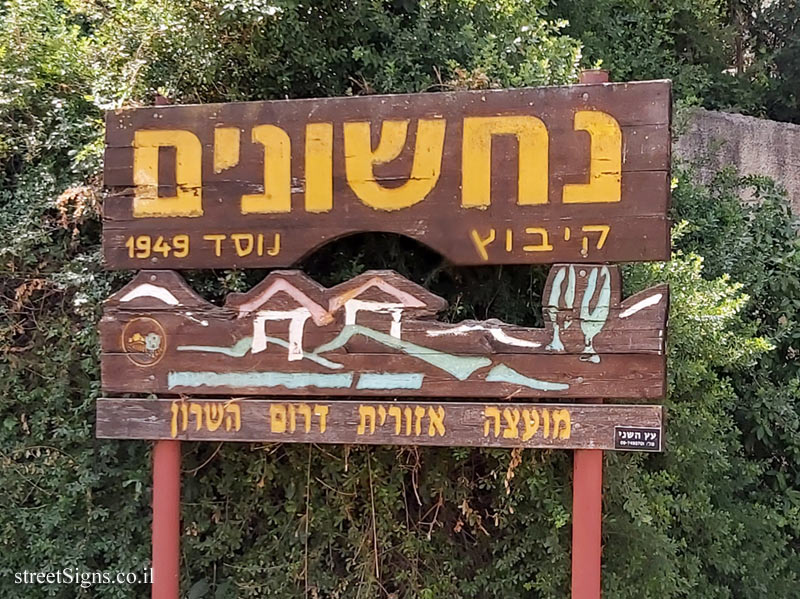 נחשונים
קיבוץ נוסד 1949
מועצה אזורית דרום השרון
עץ השני
streetSigns.co.il